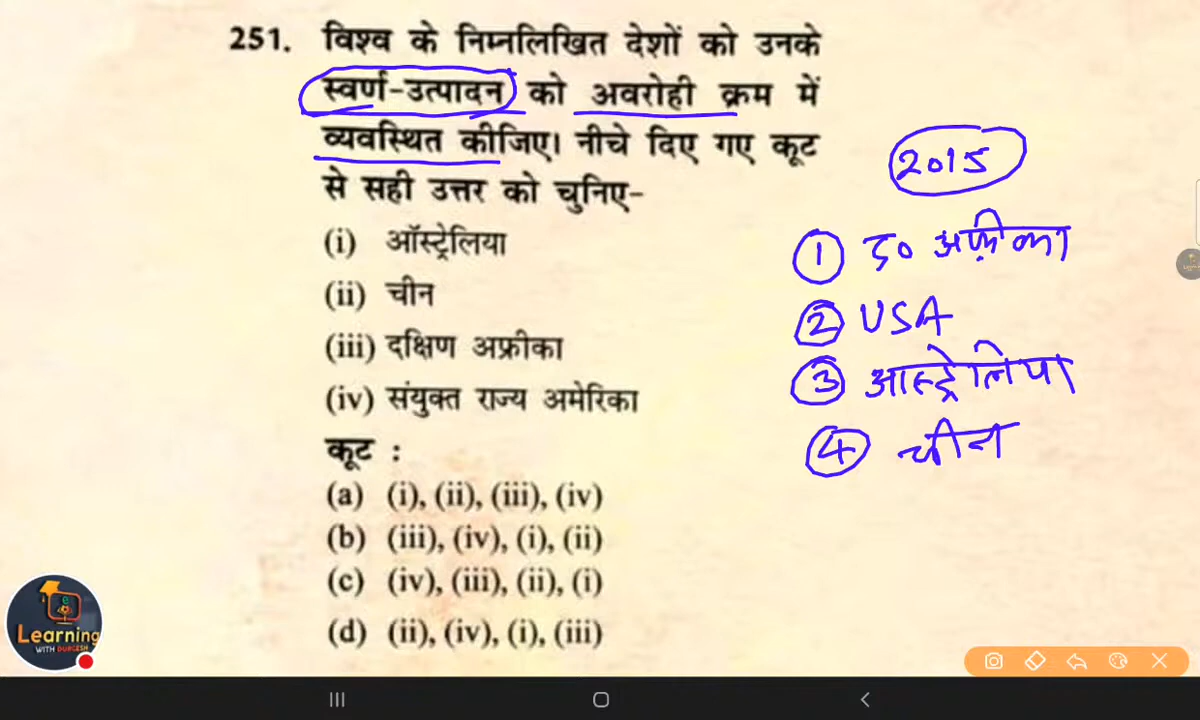 251. विश्व के निम्नलिखित देशों को उनके
स्वर्ण-उत्पादन को अवरोही क्रम में
व्यवस्थित कीजिए। नीचे दिए गए कूट
से सही उत्तर को चुनिए-
(i) ऑस्ट्रेलिया
(ii) चीन
(iii) दक्षिण अफ्रीका
(iv) संयुक्त राज्य अमेरिका
कूट :
(a) (i), (ii), (iii), (iv)
(b) (iii), (iv), (i), (ii)
(c) (iv), (iii), (ii), (i)
(d) (ii), (iv), (i), (iii)
2015
1 द० अफ्रीका
2 USA
3 आस्ट्रेलिया
4 चीन
Learning
WITH DURGESH